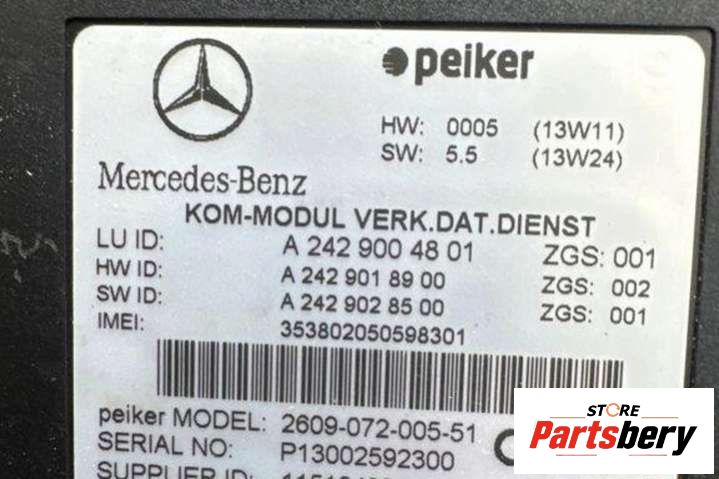 peiker
HW: 0005 (13W11)
SW: 5.5 (13W24)
Mercedes-Benz
KOM-MODUL VERK.DAT.DIENST
LU ID: A 242 900 48 01 ZGS: 001
HW ID: A 242 901 89 00 ZGS: 002
SW ID: A 242 902 85 00 ZGS: 001
IMEI: 353802050598301
peiker MODEL: 2609-072-005-51
SERIAL NO: P13002592300
SUPPLIER ID:
STORE
Partsbery